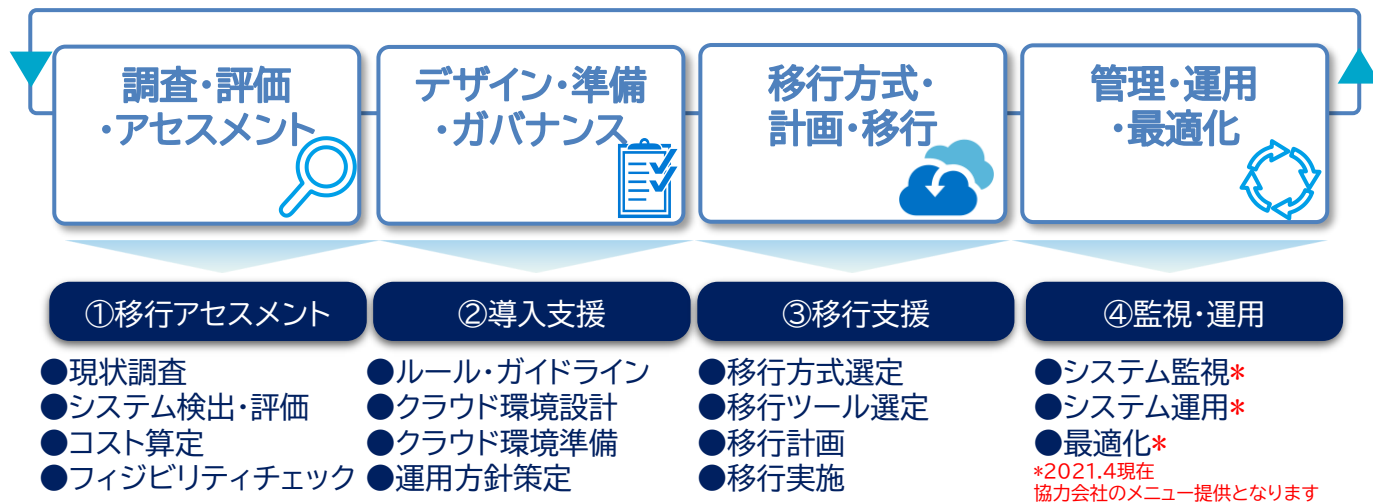 調査・評価
・アセスメント
デザイン・準備
・ガバナンス
移行方式・
計画・移行
管理・運用
・最適化
①移行アセスメント
●現状調査
●システム検出・評価
●コスト算定
●フィジビリティチェック
②導入支援
●ルール・ガイドライン
●クラウド環境設計
●クラウド環境準備
●運用方針策定
③移行支援
●移行方式選定
●移行ツール選定
●移行計画
●移行実施
④監視・運用
●システム監視*
●システム運用*
●最適化*
*2021.4現在
協力会社のメニュー提供となります